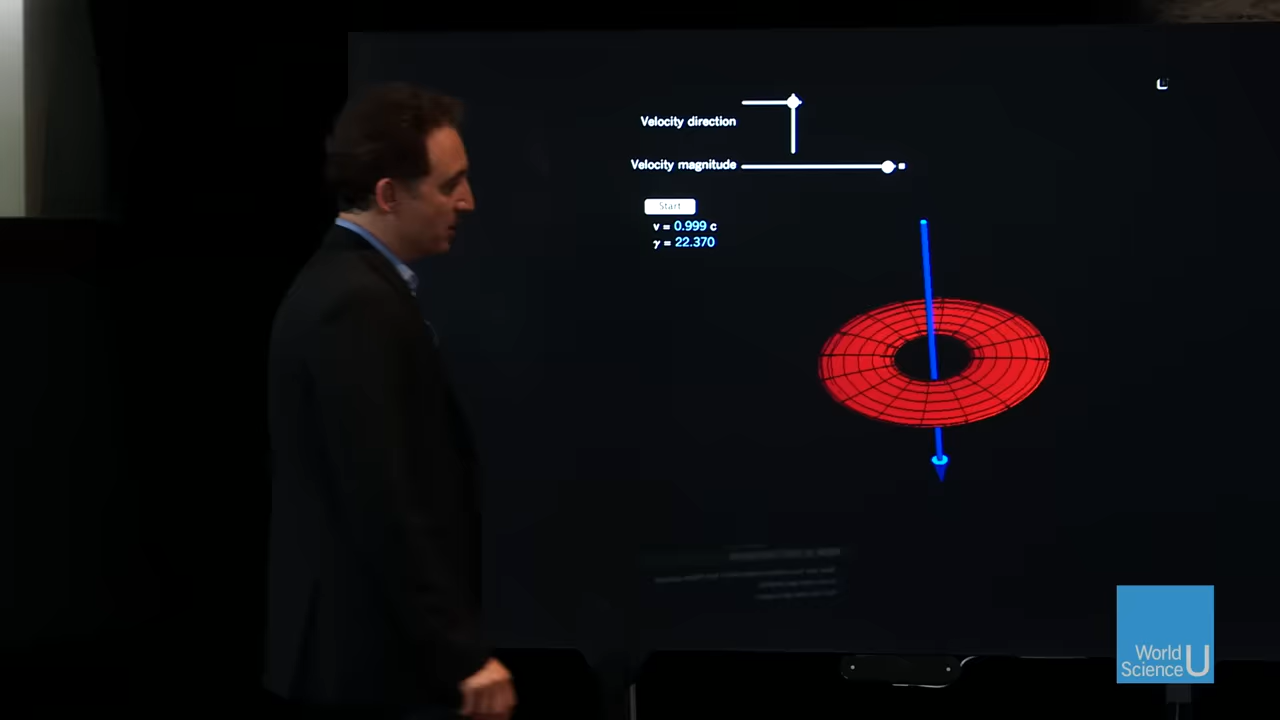 Velocity direction
Velocity magnitude
Start
v = 0.999 c
γ = 22.370
World
Science U